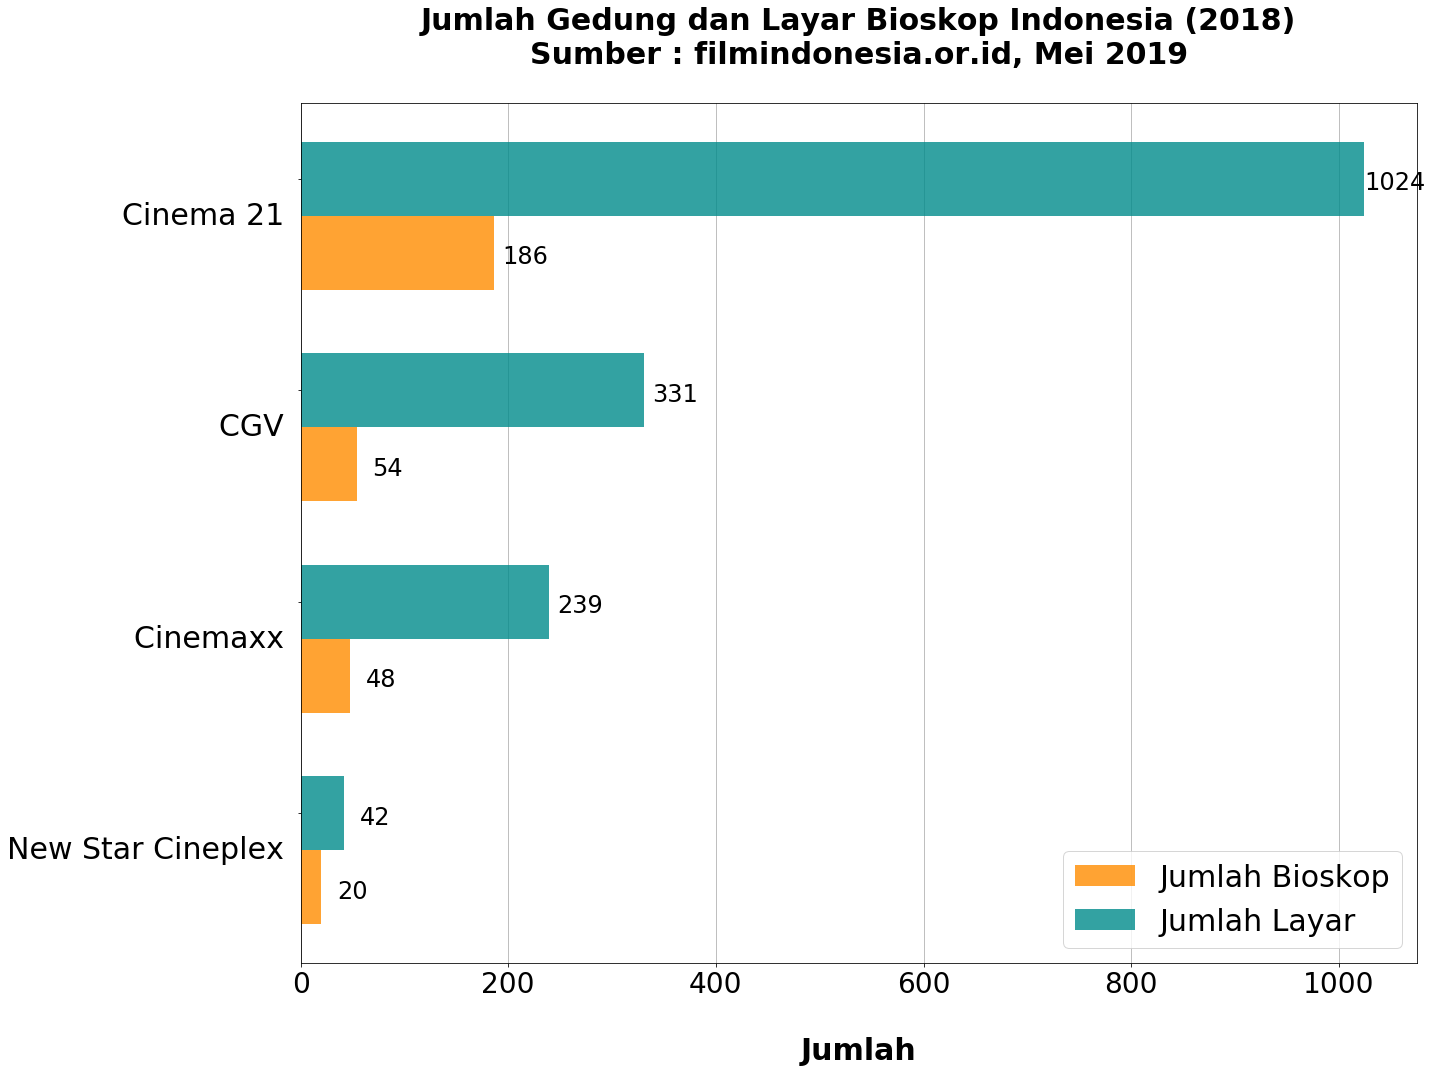 Jumlah Gedung dan Layar Bioskop Indonesia (2018)
Sumber : filmindonesia.or.id, Mei 2019
1024
Cinema 21
186
331
CGV
54
239
Cinemaxx
48
42
New Star Cineplex
20
Jumlah Bioskop
Jumlah Layar
0 200 400 600 800 1000
Jumlah